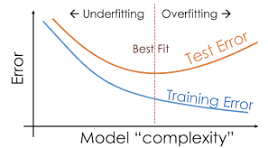 ← Underfitting
Overfitting →
Best Fit
Test Error
Error
Training Error
Model “complexity”